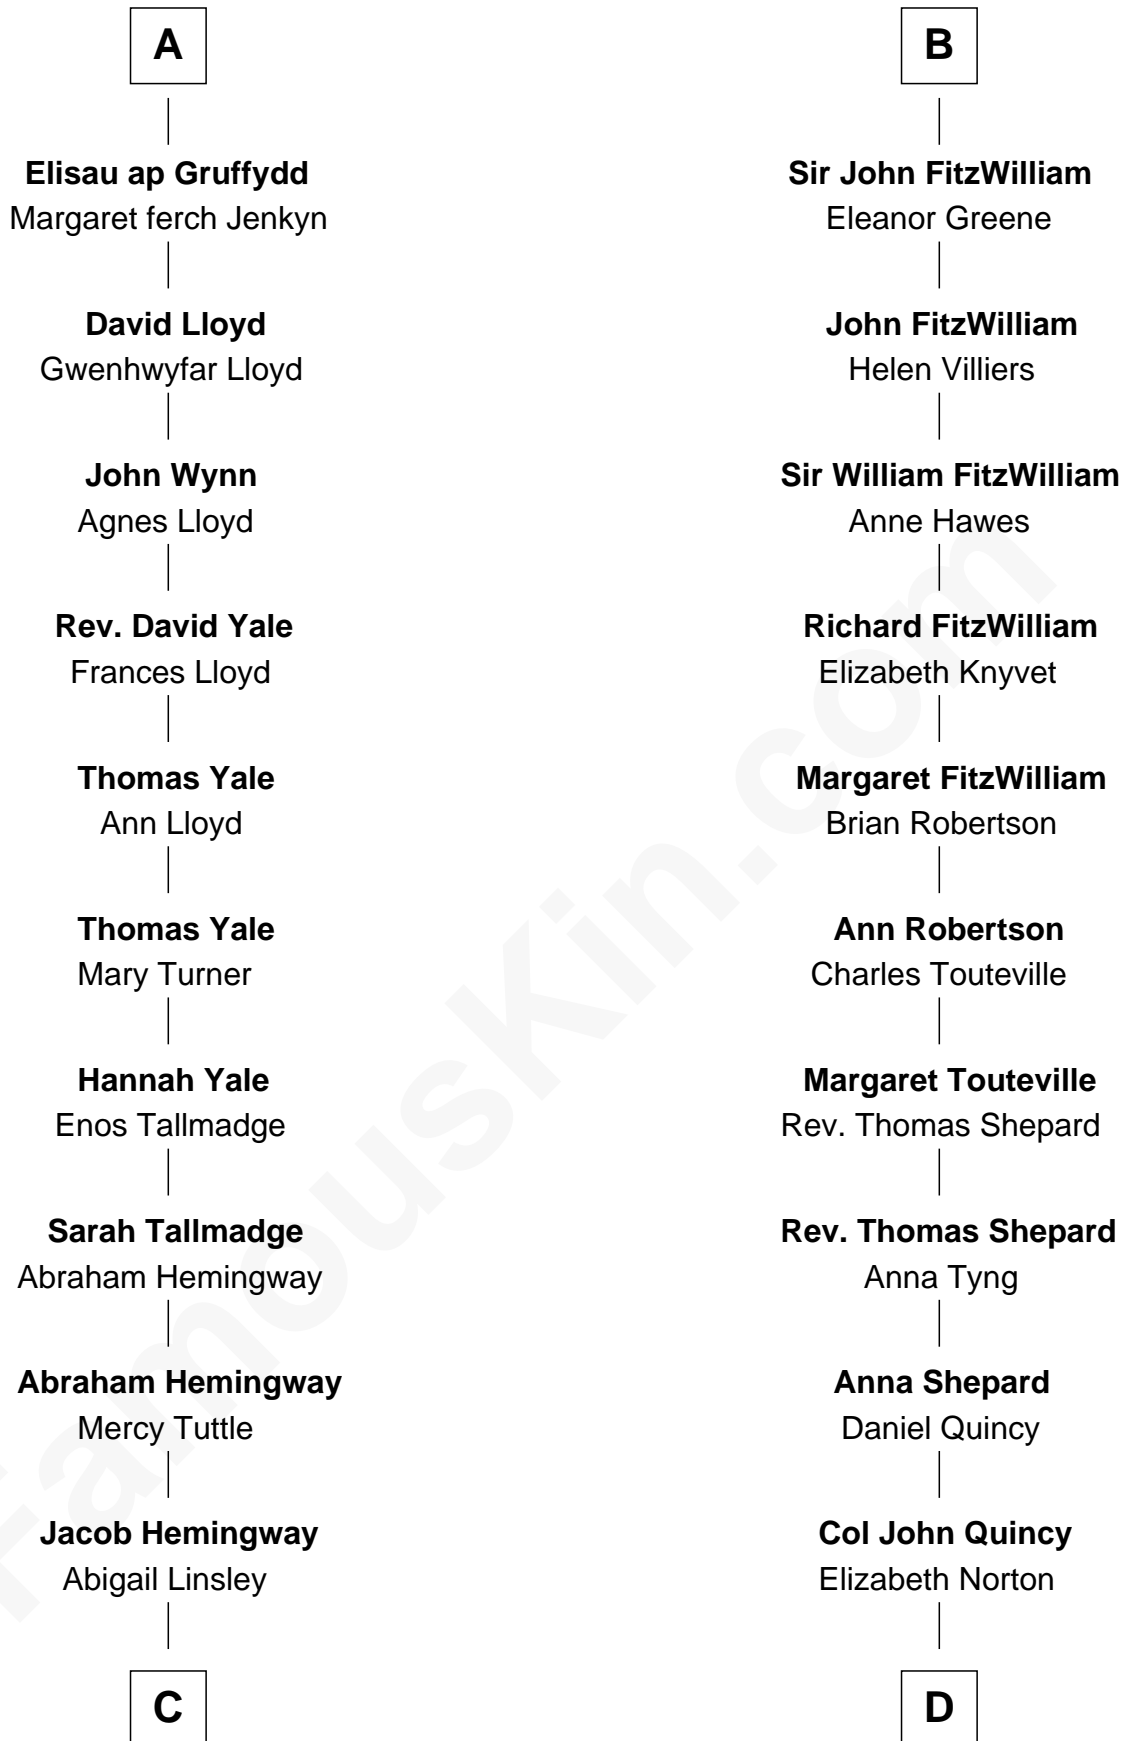 A
Elisau ap Gruffydd
Margaret ferch Jenkyn
David Lloyd
Gwenhwyfar Lloyd
John Wynn
Agnes Lloyd
Rev. David Yale
Frances Lloyd
Thomas Yale
Ann Lloyd
Thomas Yale
Mary Turner
Hannah Yale
Enos Tallmadge
Sarah Tallmadge
Abraham Hemingway
Abraham Hemingway
Mercy Tuttle
Jacob Hemingway
Abigail Linsley
C
B
Sir John FitzWilliam
Eleanor Greene
John FitzWilliam
Helen Villiers
Sir William FitzWilliam
Anne Hawes
Richard FitzWilliam
Elizabeth Knyvet
Margaret FitzWilliam
Brian Robertson
Ann Robertson
Charles Touteville
Margaret Touteville
Rev. Thomas Shepard
Rev. Thomas Shepard
Anna Tyng
Anna Shepard
Daniel Quincy
Col John Quincy
Elizabeth Norton
D
FamousKin.com